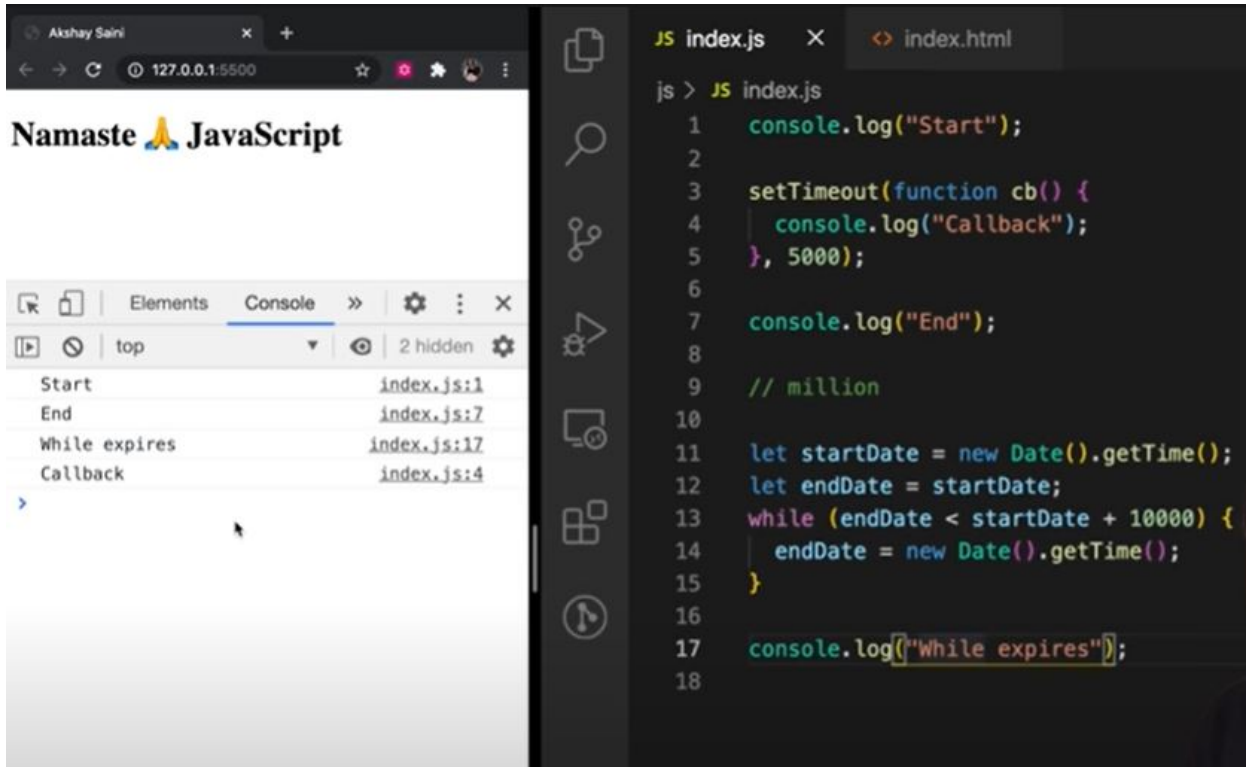 Akshay Saini
127.0.0.1:5500
Namaste 🙏 JavaScript
Elements Console
top 2 hidden
Start index.js:1
End index.js:7
While expires index.js:17
Callback index.js:4
JS index.js index.html
js > JS index.js
1 console.log("Start");
2
3 setTimeout(function cb() {
4 console.log("Callback");
5 }, 5000);
6
7 console.log("End");
8
9 // million
10
11 let startDate = new Date().getTime();
12 let endDate = startDate;
13 while (endDate < startDate + 10000) {
14 endDate = new Date().getTime();
15 }
16
17 console.log("While expires");
18